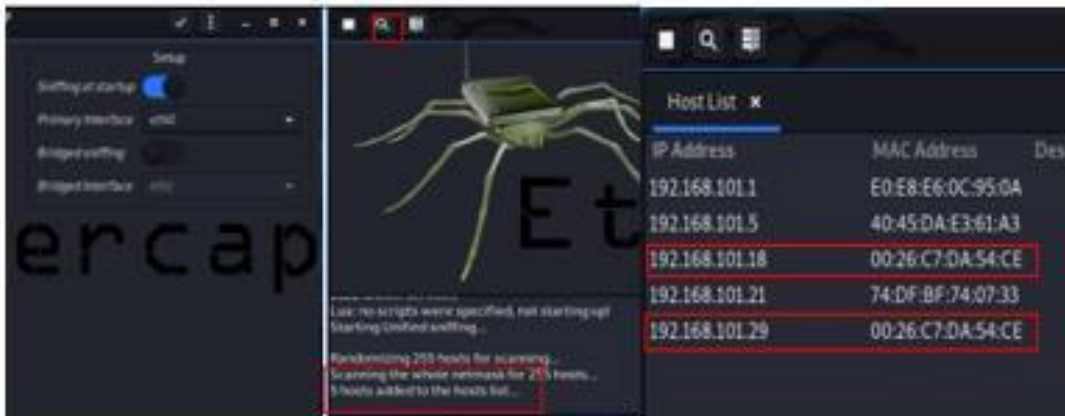 Setup
Sniffing at startup
Primary Interface eth0
Bridged sniffing
Bridged Interface eth0
ercap
Et
Lua: no scripts were specified, not starting up!
Starting Unified sniffing...
Randomizing 255 hosts for scanning...
Scanning the whole netmask for 255 hosts...
5 hosts added to the hosts list...
Host List x
IP Address MAC Address Des
192.168.101.1 E0:E8:E6:0C:95:0A
192.168.101.5 40:45:DA:E3:61:A3
192.168.101.18 00:26:C7:DA:54:CE
192.168.101.21 74:DF:BF:74:07:33
192.168.101.29 00:26:C7:DA:54:CE